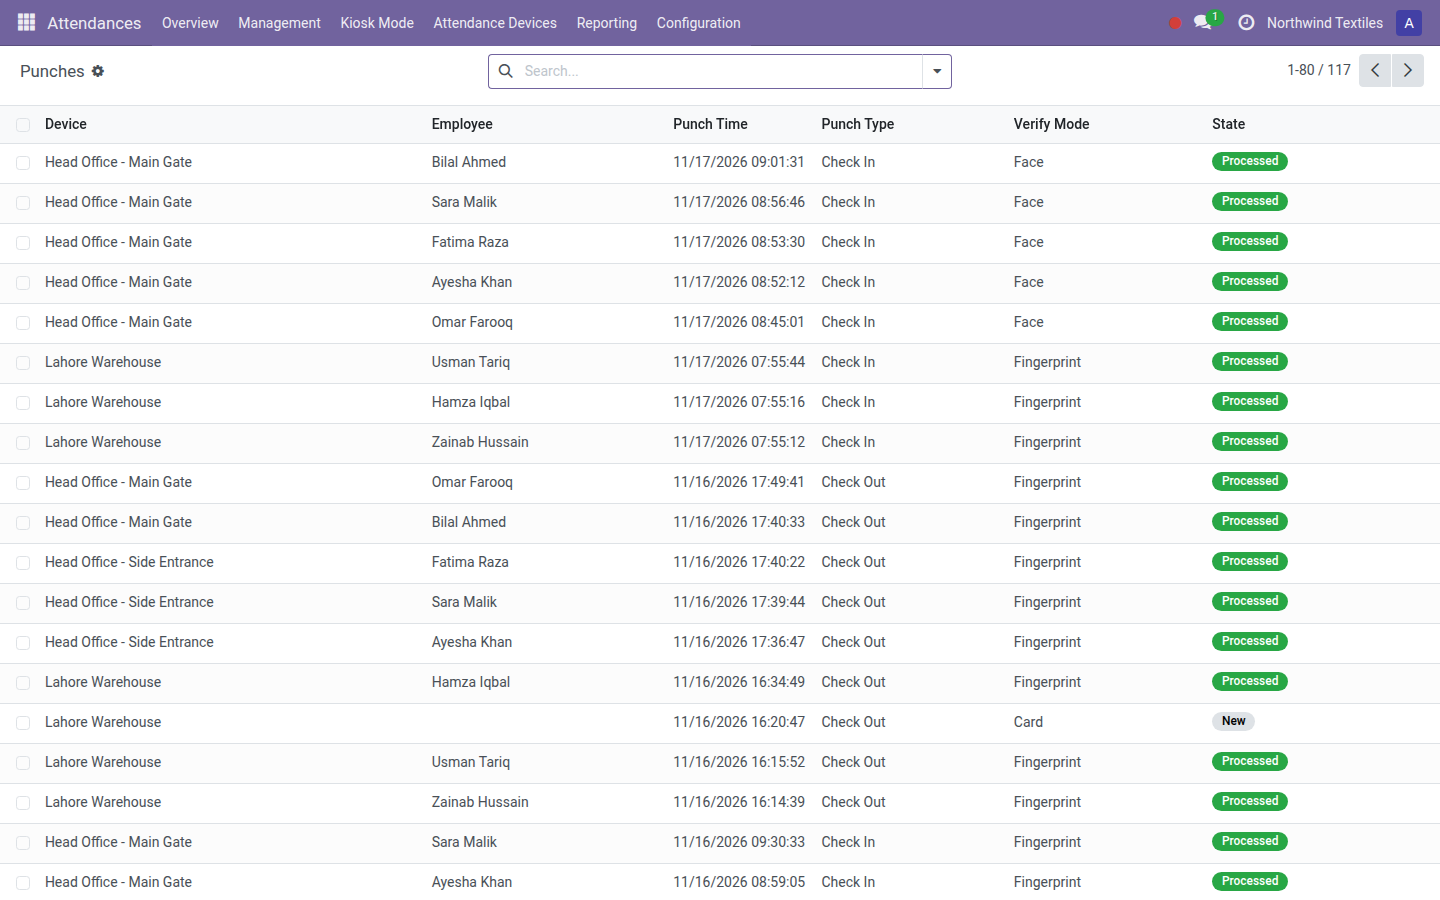 Attendances Overview Management Kiosk Mode Attendance Devices Reporting Configuration 1 Northwind Textiles A
Punches Search... 1-80 / 117
Device Employee Punch Time Punch Type Verify Mode State
Head Office - Main Gate Bilal Ahmed 11/17/2026 09:01:31 Check In Face Processed
Head Office - Main Gate Sara Malik 11/17/2026 08:56:46 Check In Face Processed
Head Office - Main Gate Fatima Raza 11/17/2026 08:53:30 Check In Face Processed
Head Office - Main Gate Ayesha Khan 11/17/2026 08:52:12 Check In Face Processed
Head Office - Main Gate Omar Farooq 11/17/2026 08:45:01 Check In Face Processed
Lahore Warehouse Usman Tariq 11/17/2026 07:55:44 Check In Fingerprint Processed
Lahore Warehouse Hamza Iqbal 11/17/2026 07:55:16 Check In Fingerprint Processed
Lahore Warehouse Zainab Hussain 11/17/2026 07:55:12 Check In Fingerprint Processed
Head Office - Main Gate Omar Farooq 11/16/2026 17:49:41 Check Out Fingerprint Processed
Head Office - Main Gate Bilal Ahmed 11/16/2026 17:40:33 Check Out Fingerprint Processed
Head Office - Side Entrance Fatima Raza 11/16/2026 17:40:22 Check Out Fingerprint Processed
Head Office - Side Entrance Sara Malik 11/16/2026 17:39:44 Check Out Fingerprint Processed
Head Office - Side Entrance Ayesha Khan 11/16/2026 17:36:47 Check Out Fingerprint Processed
Lahore Warehouse Hamza Iqbal 11/16/2026 16:34:49 Check Out Fingerprint Processed
Lahore Warehouse 11/16/2026 16:20:47 Check Out Card New
Lahore Warehouse Usman Tariq 11/16/2026 16:15:52 Check Out Fingerprint Processed
Lahore Warehouse Zainab Hussain 11/16/2026 16:14:39 Check Out Fingerprint Processed
Head Office - Main Gate Sara Malik 11/16/2026 09:30:33 Check In Fingerprint Processed
Head Office - Main Gate Ayesha Khan 11/16/2026 08:59:05 Check In Fingerprint Processed